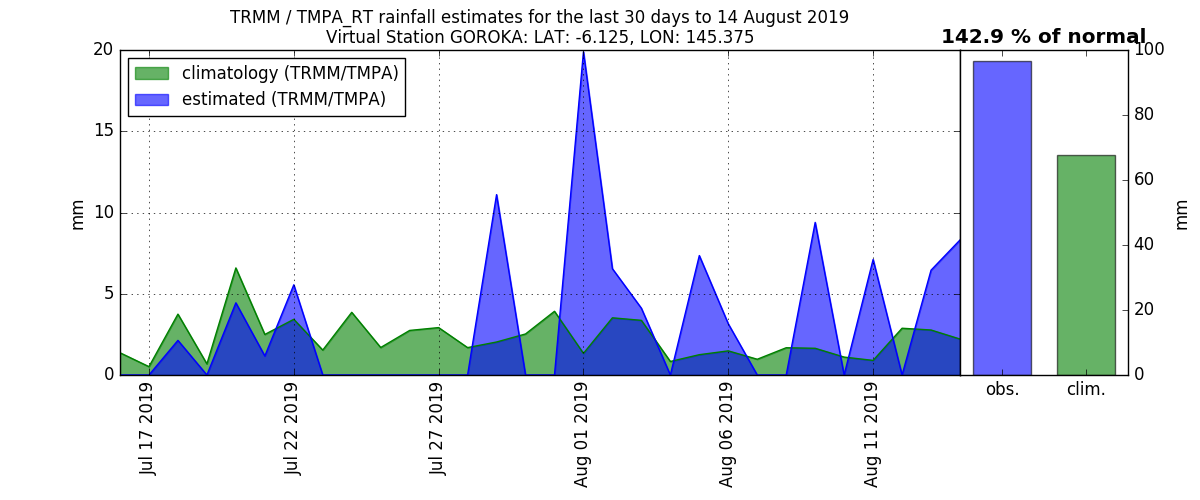 TRMM / TMPA_RT rainfall estimates for the last 30 days to 14 August 2019
Virtual Station GOROKA: LAT: -6.125, LON: 145.375
142.9 % of normal
climatology (TRMM/TMPA)
estimated (TRMM/TMPA)
mm
20
15
10
5
0
Jul 17 2019
Jul 22 2019
Jul 27 2019
Aug 01 2019
Aug 06 2019
Aug 11 2019
obs.
clim.
100
80
60
40
20
0
mm